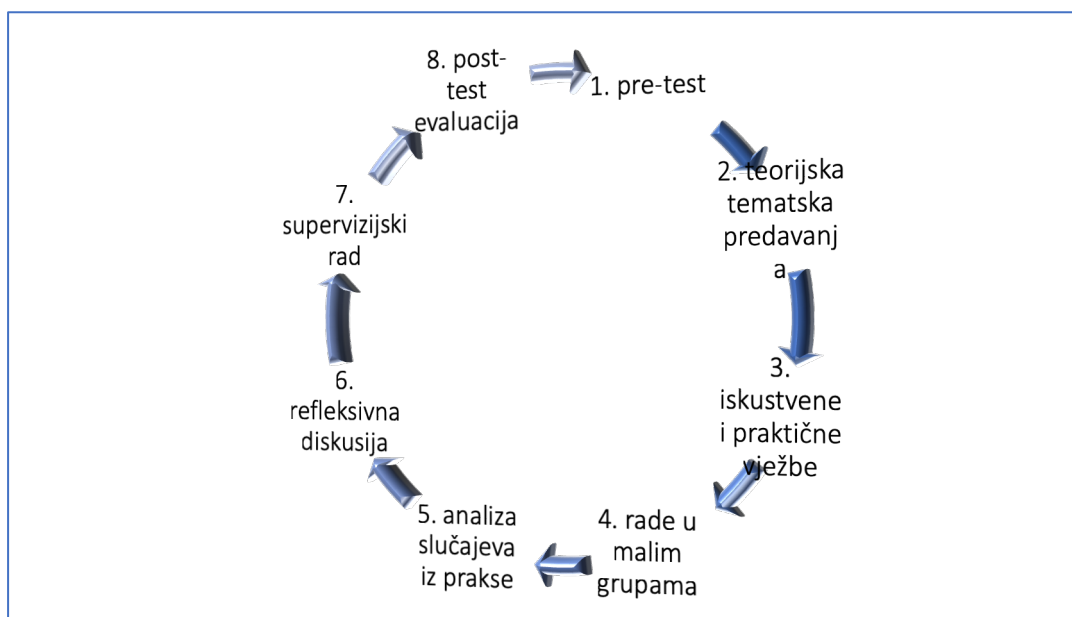 1. pre-test
2. teorijska
tematska
predavanj
a
3.
iskustvene
i praktične
vježbe
4. rade u
malim
grupama
5. analiza
slučajeva
iz prakse
6.
refleksivna
diskusija
7.
supervizijski
rad
8. post-
test
evaluacija